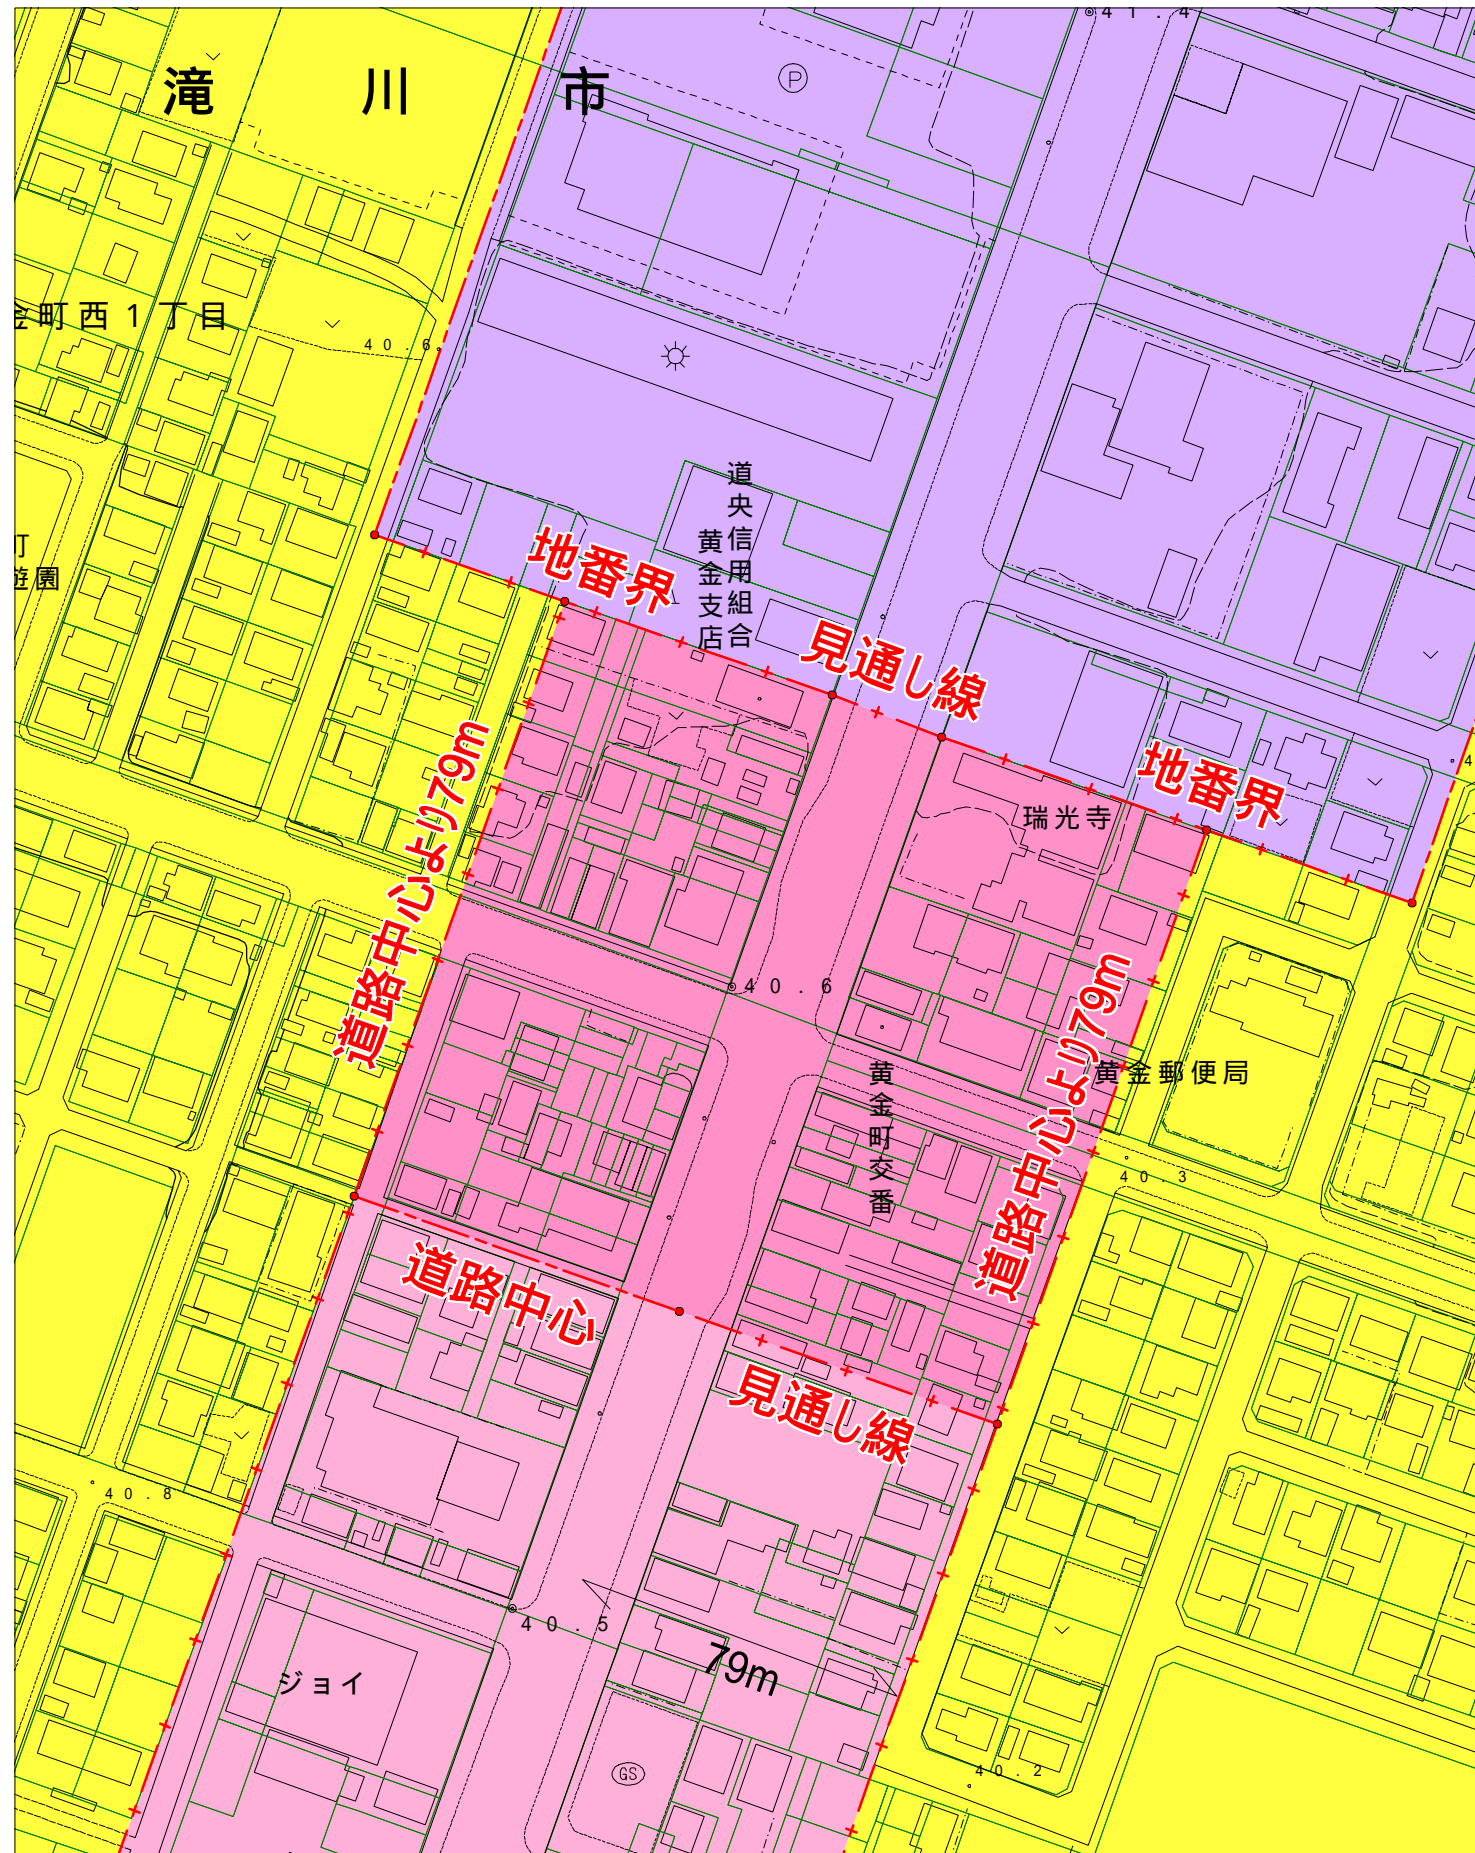 41.4
滝川市
金町西1丁目
40.6
町
遊園
道央信用組合
黄金支店
地番界
見通し線
地番界
瑞光寺
道路中心より79m
40.6
道路中心より79m
黄金郵便局
黄金町交番
40.3
道路中心
見通し線
40.8
40.5
79m
ジョイ
GS
40.2
P
4